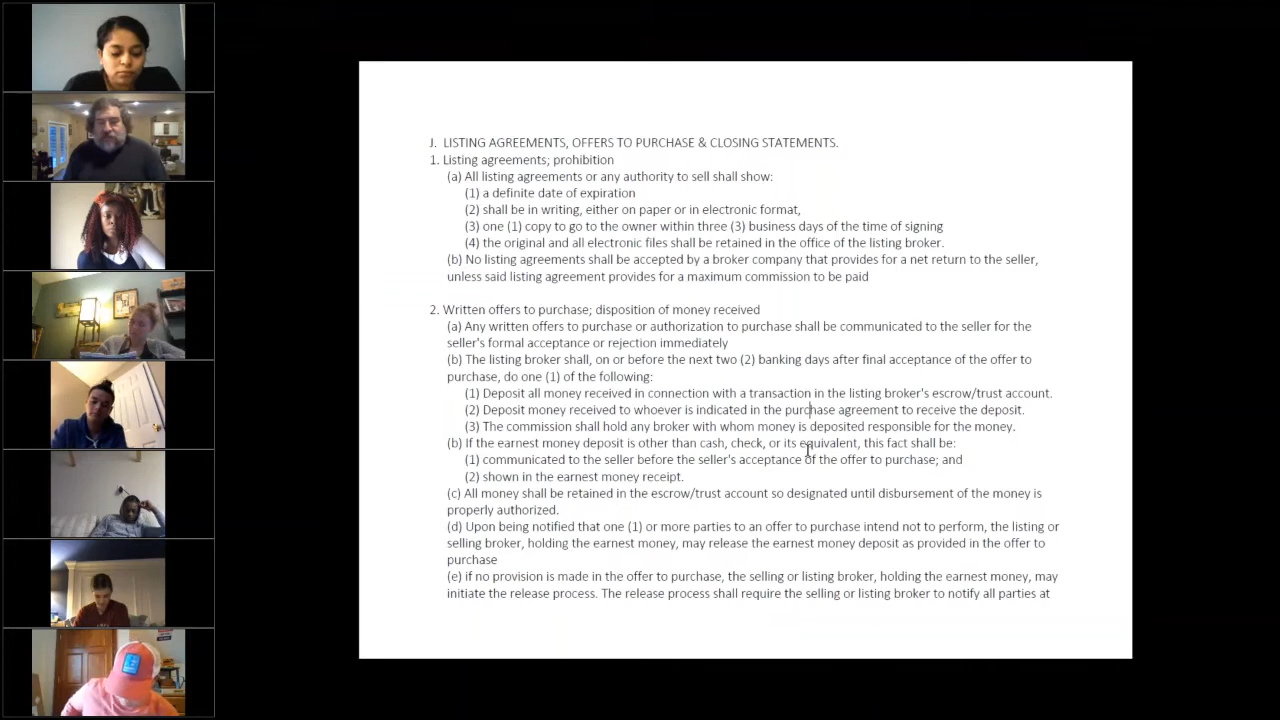 J. LISTING AGREEMENTS, OFFERS TO PURCHASE & CLOSING STATEMENTS.
1. Listing agreements; prohibition
(a) All listing agreements or any authority to sell shall show:
(1) a definite date of expiration
(2) shall be in writing, either on paper or in electronic format,
(3) one (1) copy to go to the owner within three (3) business days of the time of signing
(4) the original and all electronic files shall be retained in the office of the listing broker.
(b) No listing agreements shall be accepted by a broker company that provides for a net return to the seller,
unless said listing agreement provides for a maximum commission to be paid
2. Written offers to purchase; disposition of money received
(a) Any written offers to purchase or authorization to purchase shall be communicated to the seller for the
seller's formal acceptance or rejection immediately
(b) The listing broker shall, on or before the next two (2) banking days after final acceptance of the offer to
purchase, do one (1) of the following:
(1) Deposit all money received in connection with a transaction in the listing broker's escrow/trust account.
(2) Deposit money received to whoever is indicated in the purchase agreement to receive the deposit.
(3) The commission shall hold any broker with whom money is deposited responsible for the money.
(b) If the earnest money deposit is other than cash, check, or its equivalent, this fact shall be:
(1) communicated to the seller before the seller's acceptance of the offer to purchase; and
(2) shown in the earnest money receipt.
(c) All money shall be retained in the escrow/trust account so designated until disbursement of the money is
properly authorized.
(d) Upon being notified that one (1) or more parties to an offer to purchase intend not to perform, the listing or
selling broker, holding the earnest money, may release the earnest money deposit as provided in the offer to
purchase
(e) if no provision is made in the offer to purchase, the selling or listing broker, holding the earnest money, may
initiate the release process. The release process shall require the selling or listing broker to notify all parties at